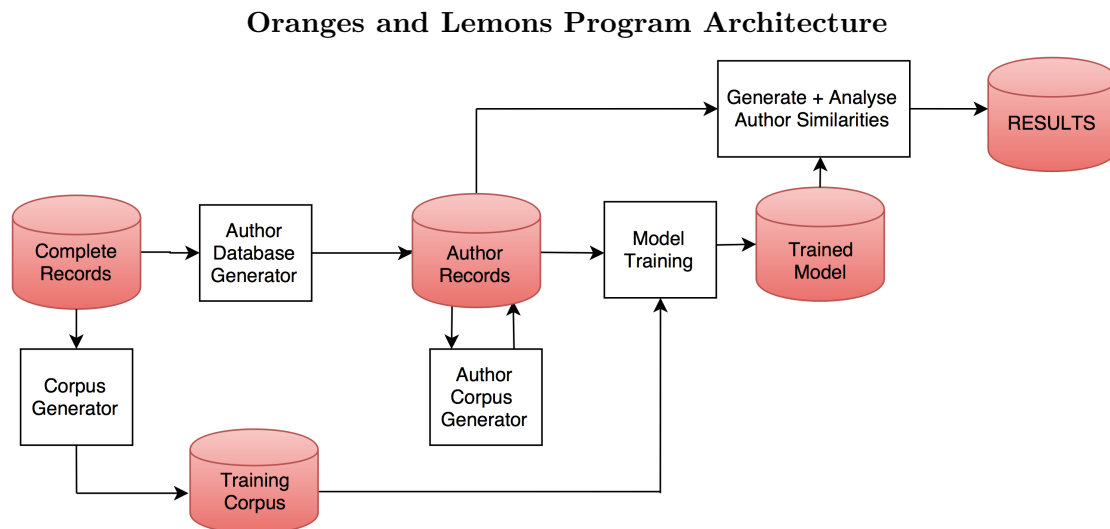 Oranges and Lemons Program Architecture
Generate + Analyse
Author Similarities
RESULTS
Complete
Records
Author
Database
Generator
Author
Records
Model
Training
Trained
Model
Corpus
Generator
Author
Corpus
Generator
Training
Corpus